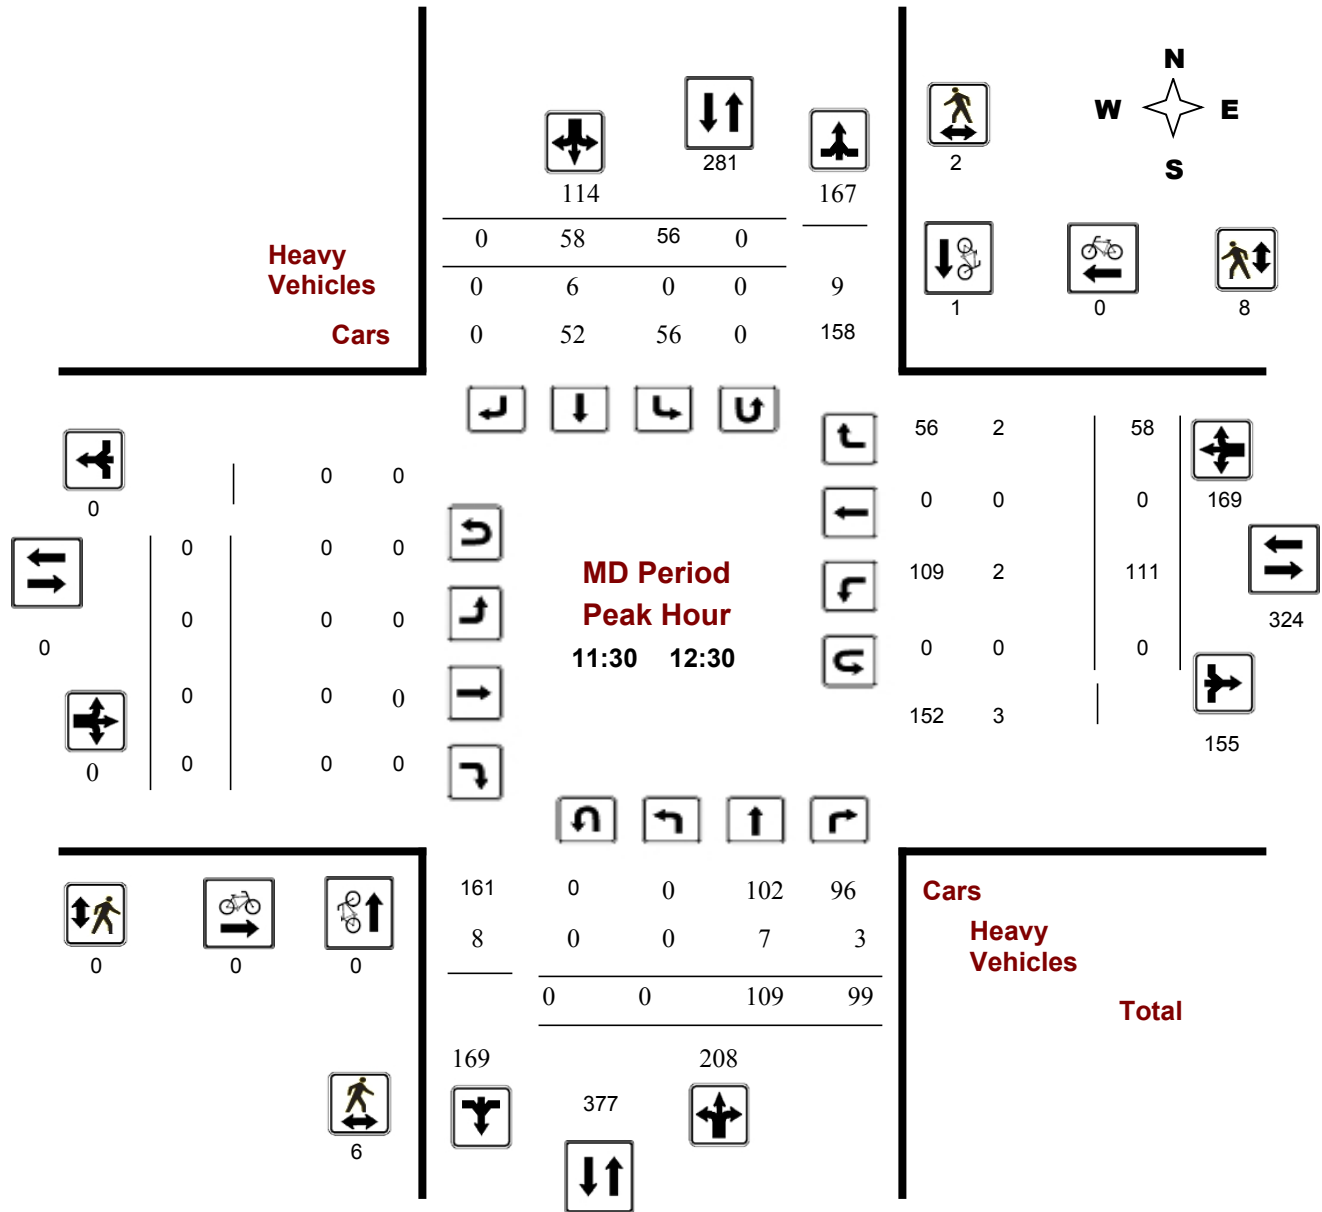 N
W E
S
281
2
114 167
0 58 56 0
Heavy
Vehicles 0 6 0 0 9
1 0 8
Cars 0 52 56 0 158
56 2 58
0 0
0 0 0 0 169
0 0 0
MD Period
109 2 111
Peak Hour
0 0 0 324
0 11:30 12:30 0 0 0
0 0 0
152 3
0 0 0 0 155
161 0 0 102 96 Cars
8 0 0 7 3 Heavy
Vehicles
0 0 0
0 0 109 99
Total
169 208
377
6